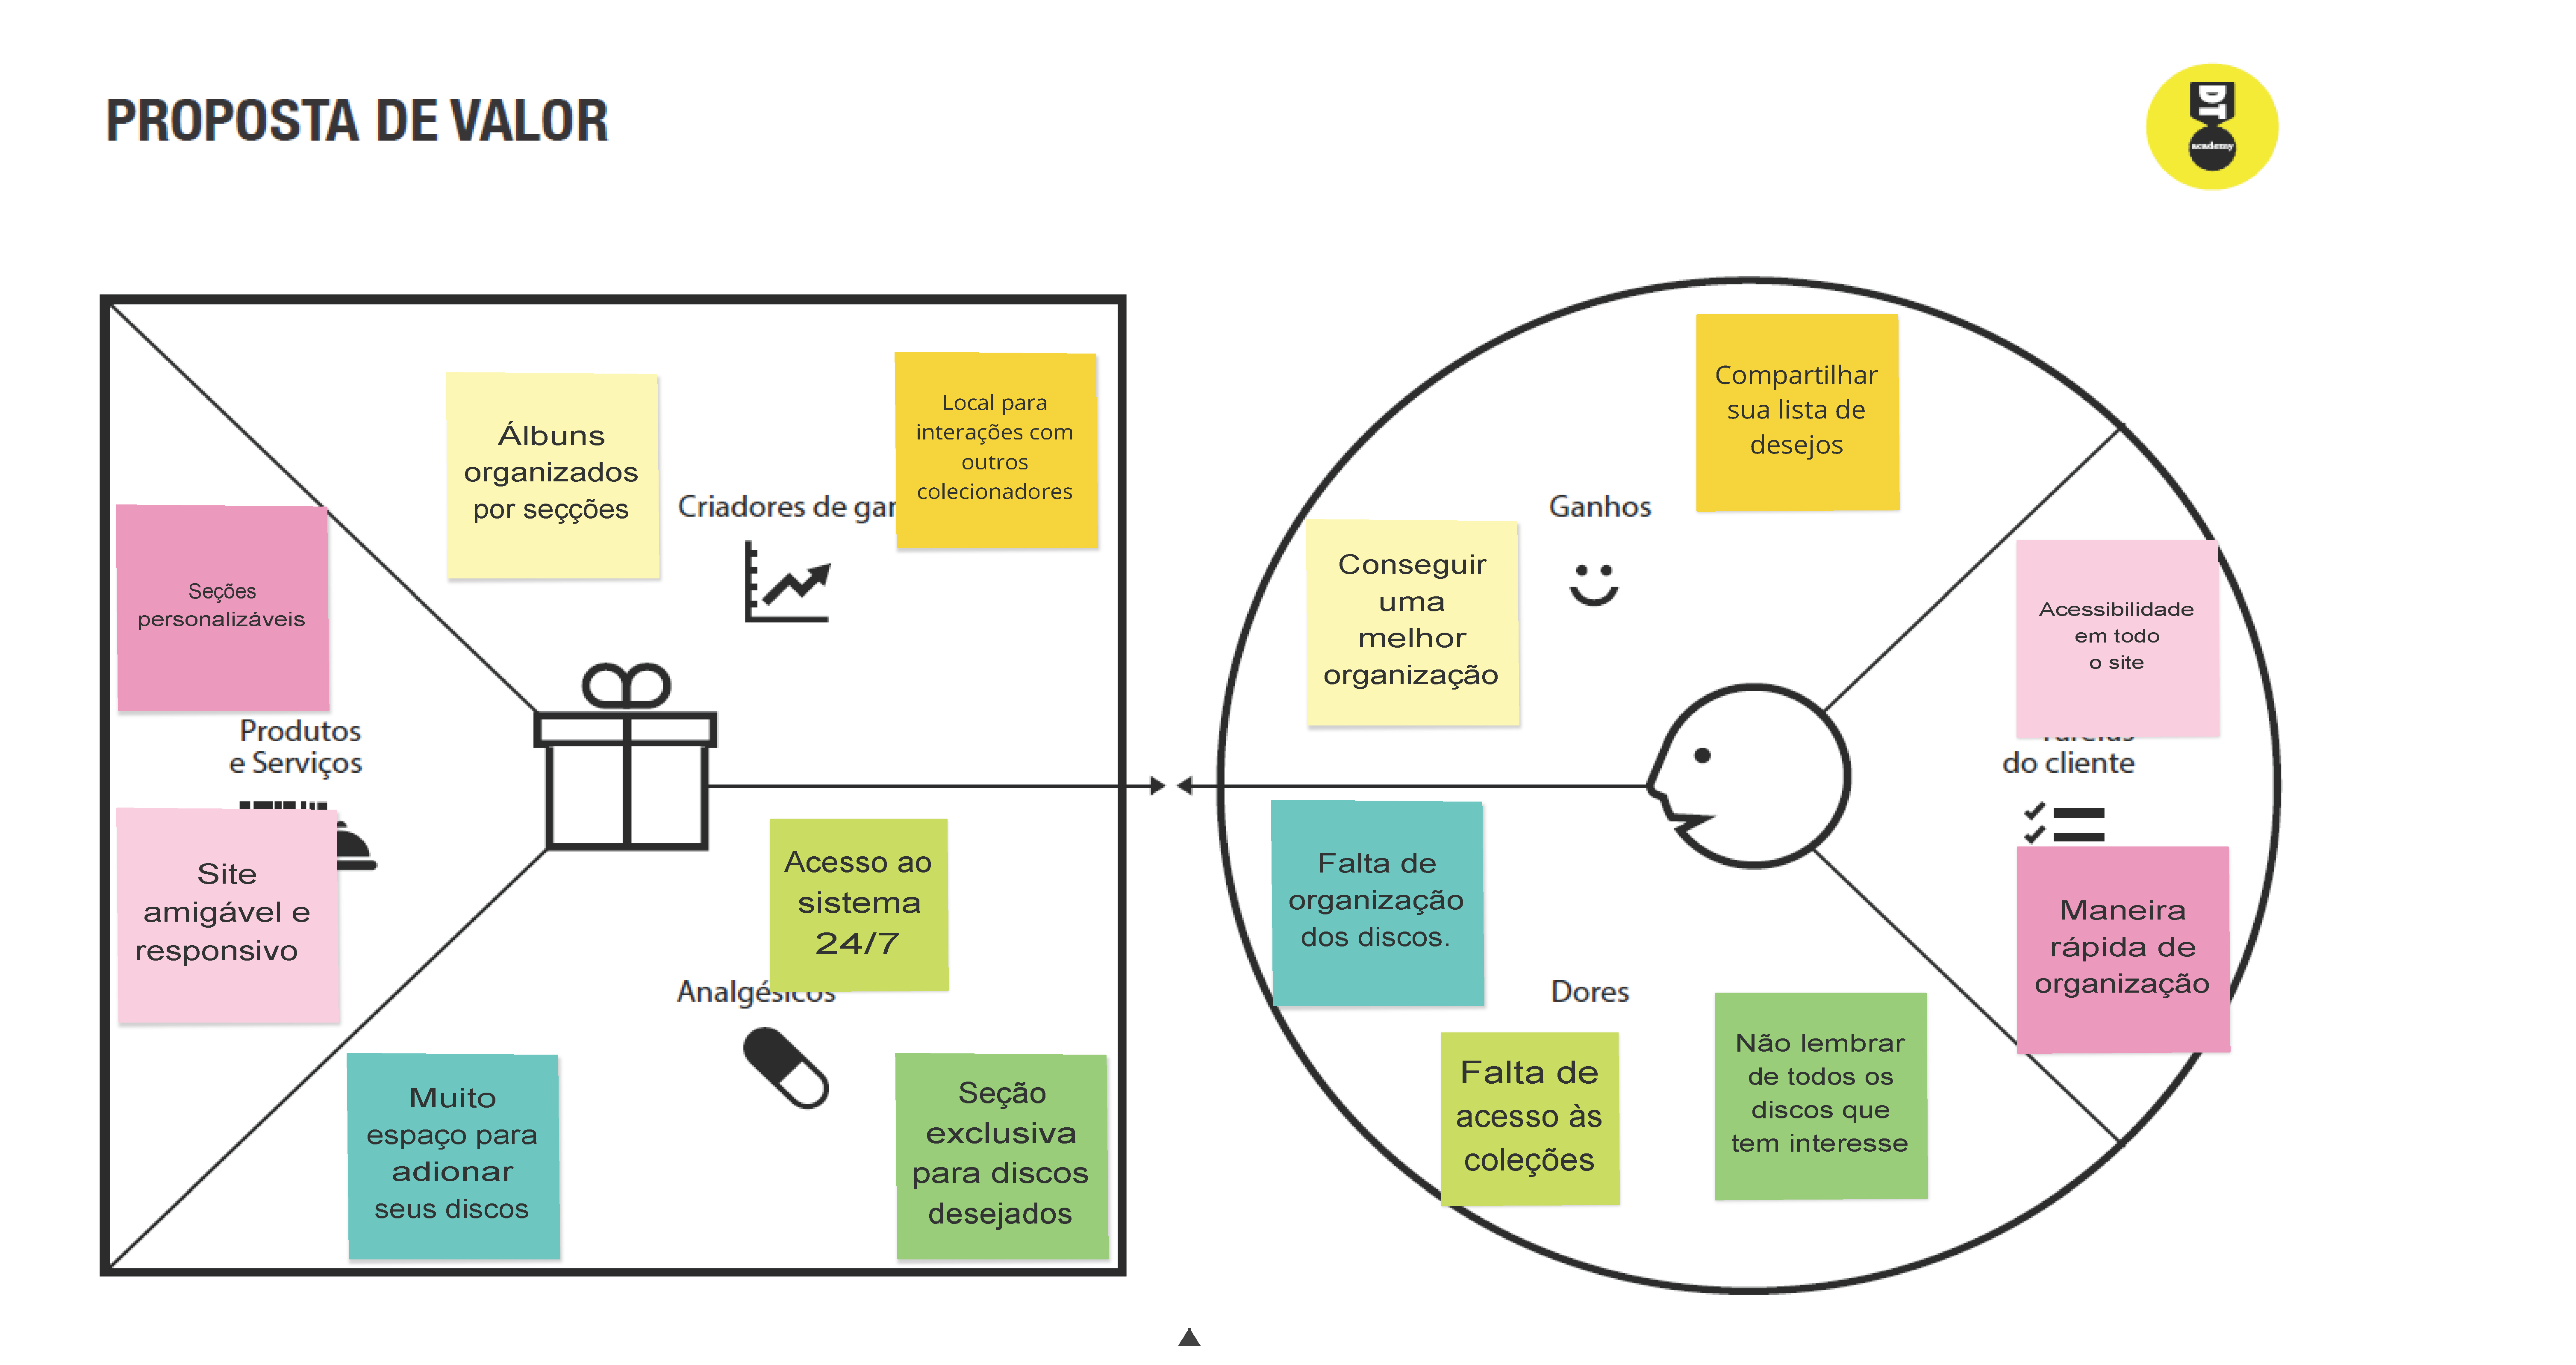 PROPOSTA DE VALOR
DT
academy
Álbuns
organizados
por secções
Criadores de gan
Local para
interações com
outros
colecionadores
Seções
personalizáveis
Produtos
e Serviços
Site
amigável e
responsivo
Acesso ao
sistema
24/7
Analgésicos
Muito
espaço para
adionar
seus discos
Seção
exclusiva
para discos
desejados
Compartilhar
sua lista de
desejos
Ganhos
Conseguir
uma
melhor
organização
Acessibilidade
em todo
o site
Tarefas
do cliente
Falta de
organização
dos discos.
Dores
Falta de
acesso às
coleções
Não lembrar
de todos os
discos que
tem interesse
Maneira
rápida de
organização